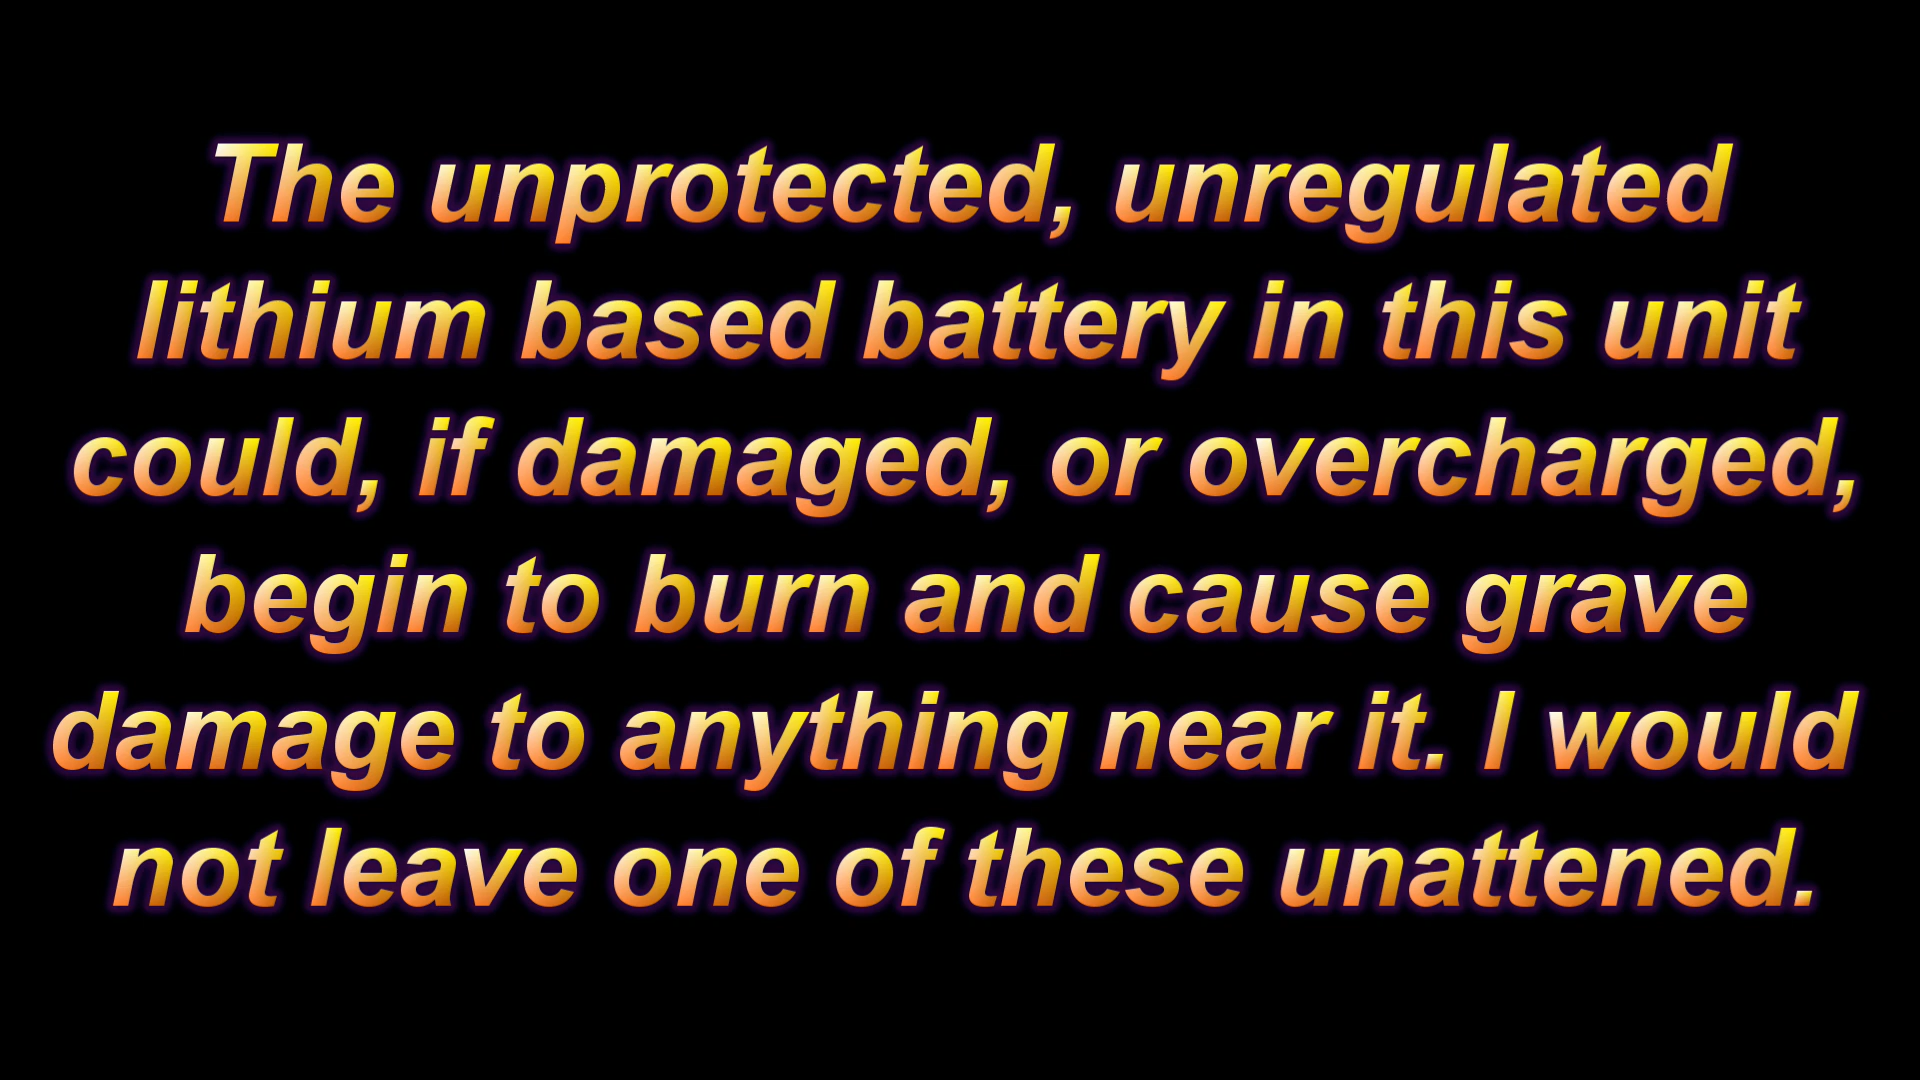 The unprotected, unregulated
lithium based battery in this unit
could, if damaged, or overcharged,
begin to burn and cause grave
damage to anything near it. I would
not leave one of these unattened.